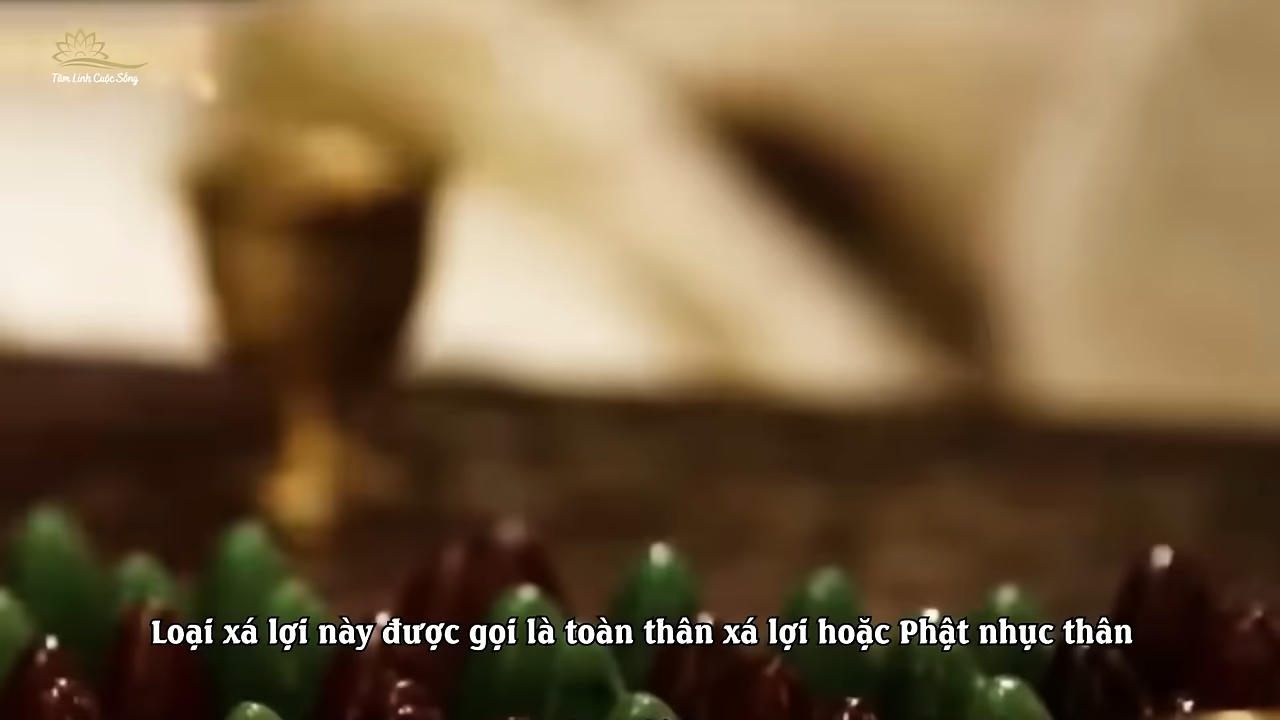 Tâm Linh Cuộc Sống
Loại xá lợi này được gọi là toàn thân xá lợi hoặc Phật nhục thân